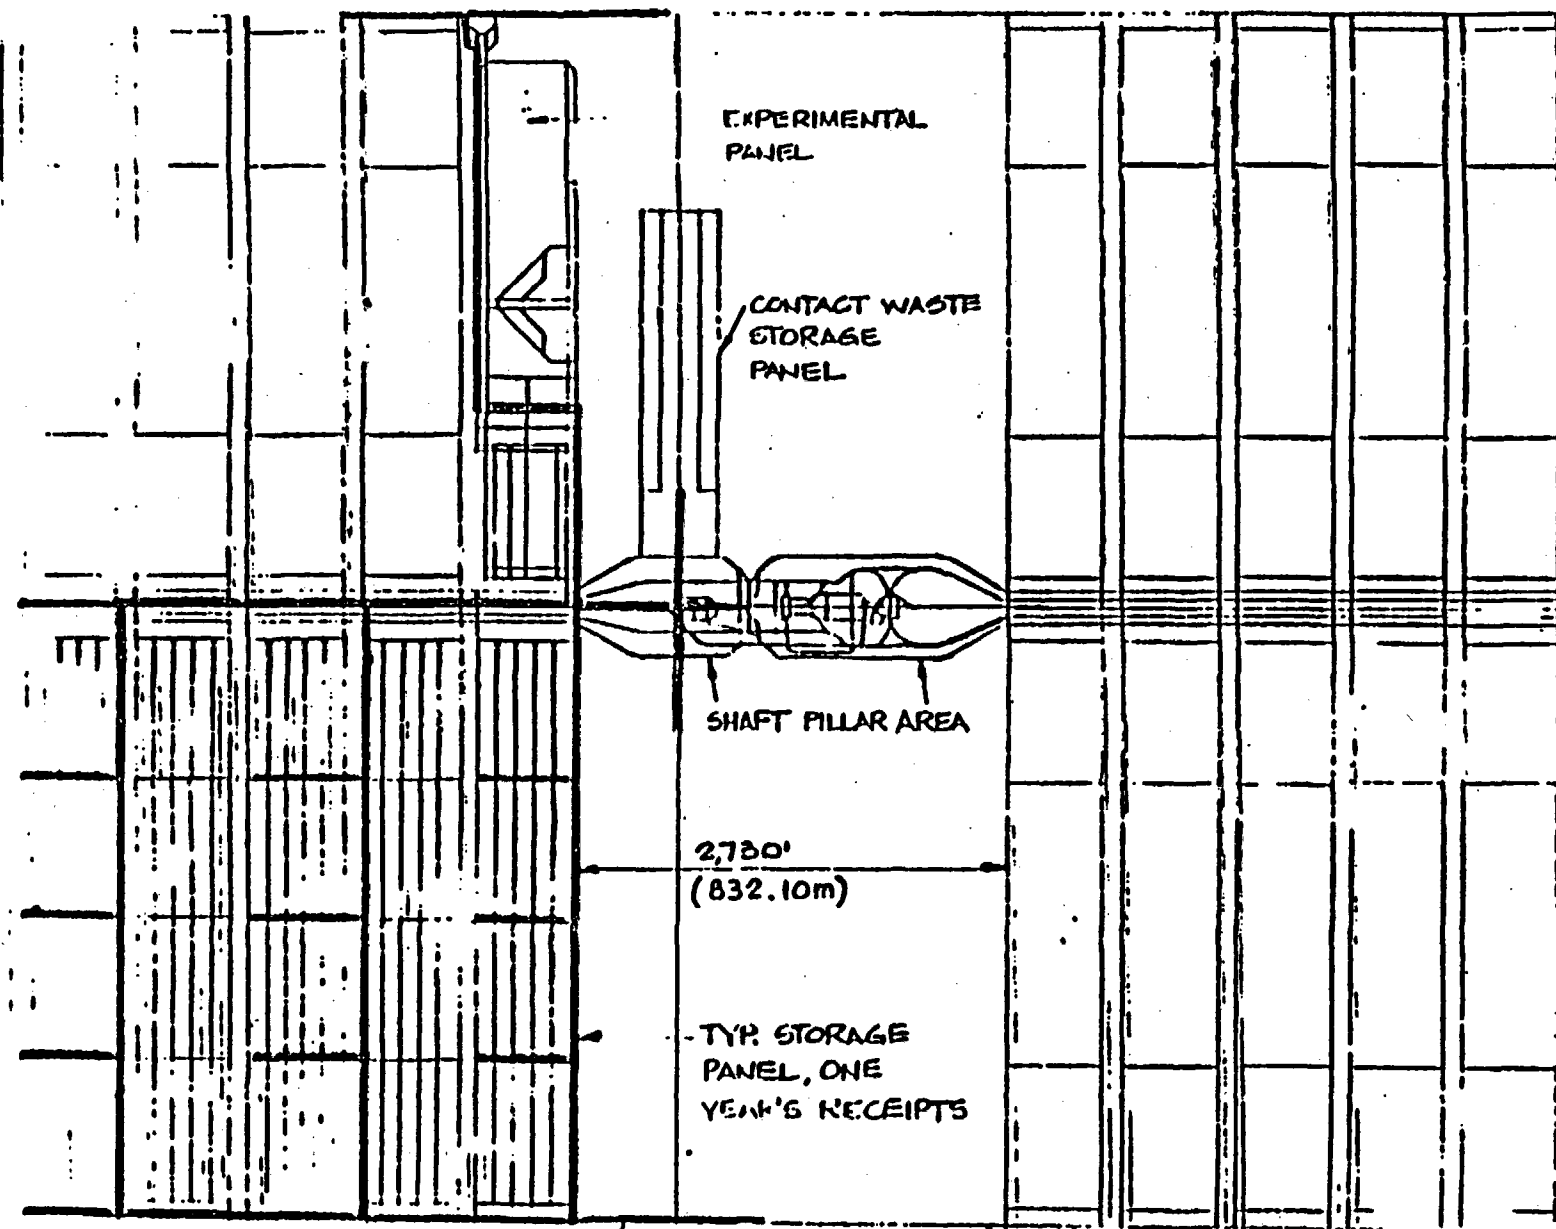 EXPERIMENTAL
PANEL
CONTACT WASTE
STORAGE
PANEL
SHAFT PILLAR AREA
2,730'
(832.10m)
TYP. STORAGE
PANEL, ONE
YEAR'S RECEIPTS